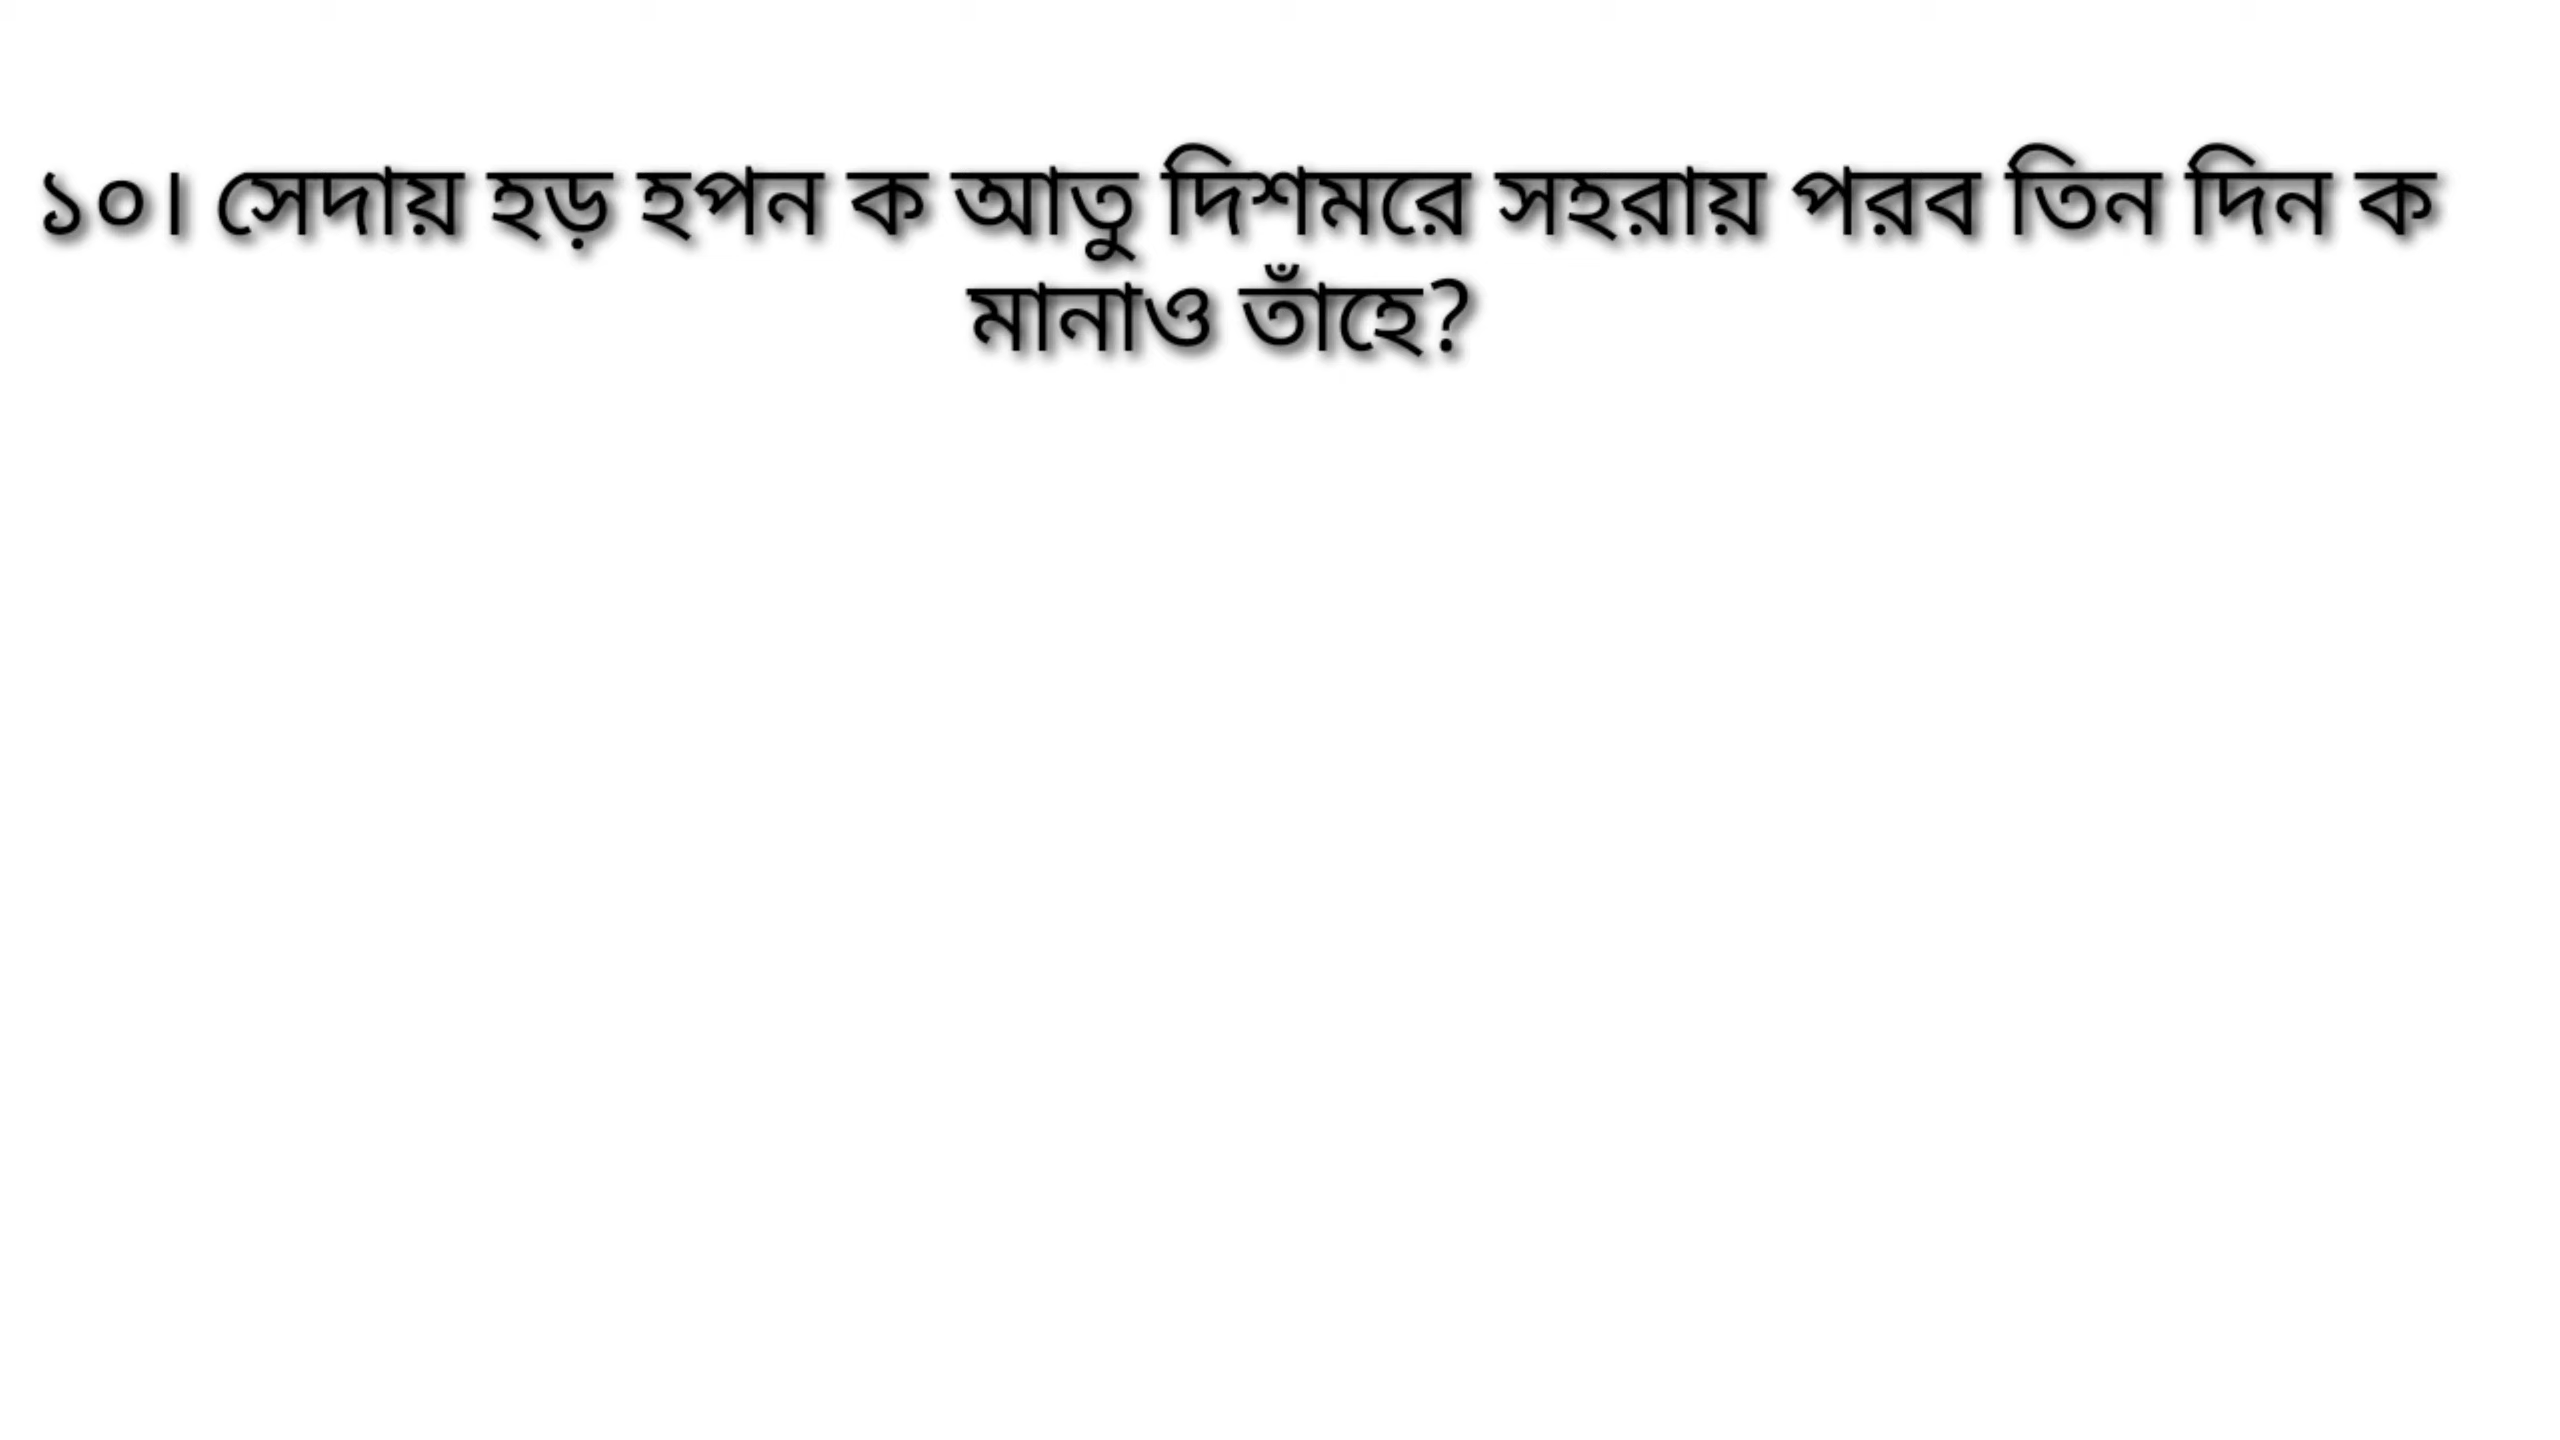 ১০। সেদায় হড় হপন ক আতু দিশমরে সহরায় পরব তিন দিন ক
মানাও তাঁহে?